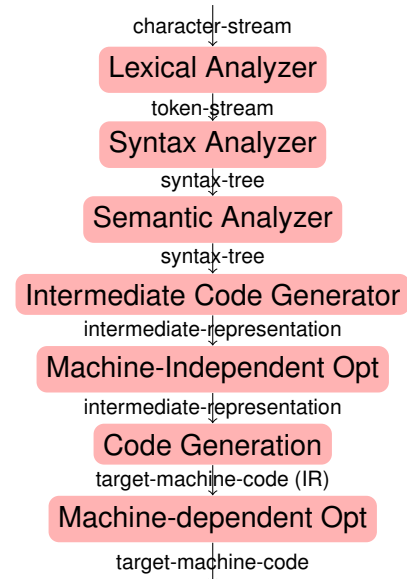 character-stream
Lexical Analyzer
token-stream
Syntax Analyzer
syntax-tree
Semantic Analyzer
syntax-tree
Intermediate Code Generator
intermediate-representation
Machine-Independent Opt
intermediate-representation
Code Generation
target-machine-code (IR)
Machine-dependent Opt
target-machine-code